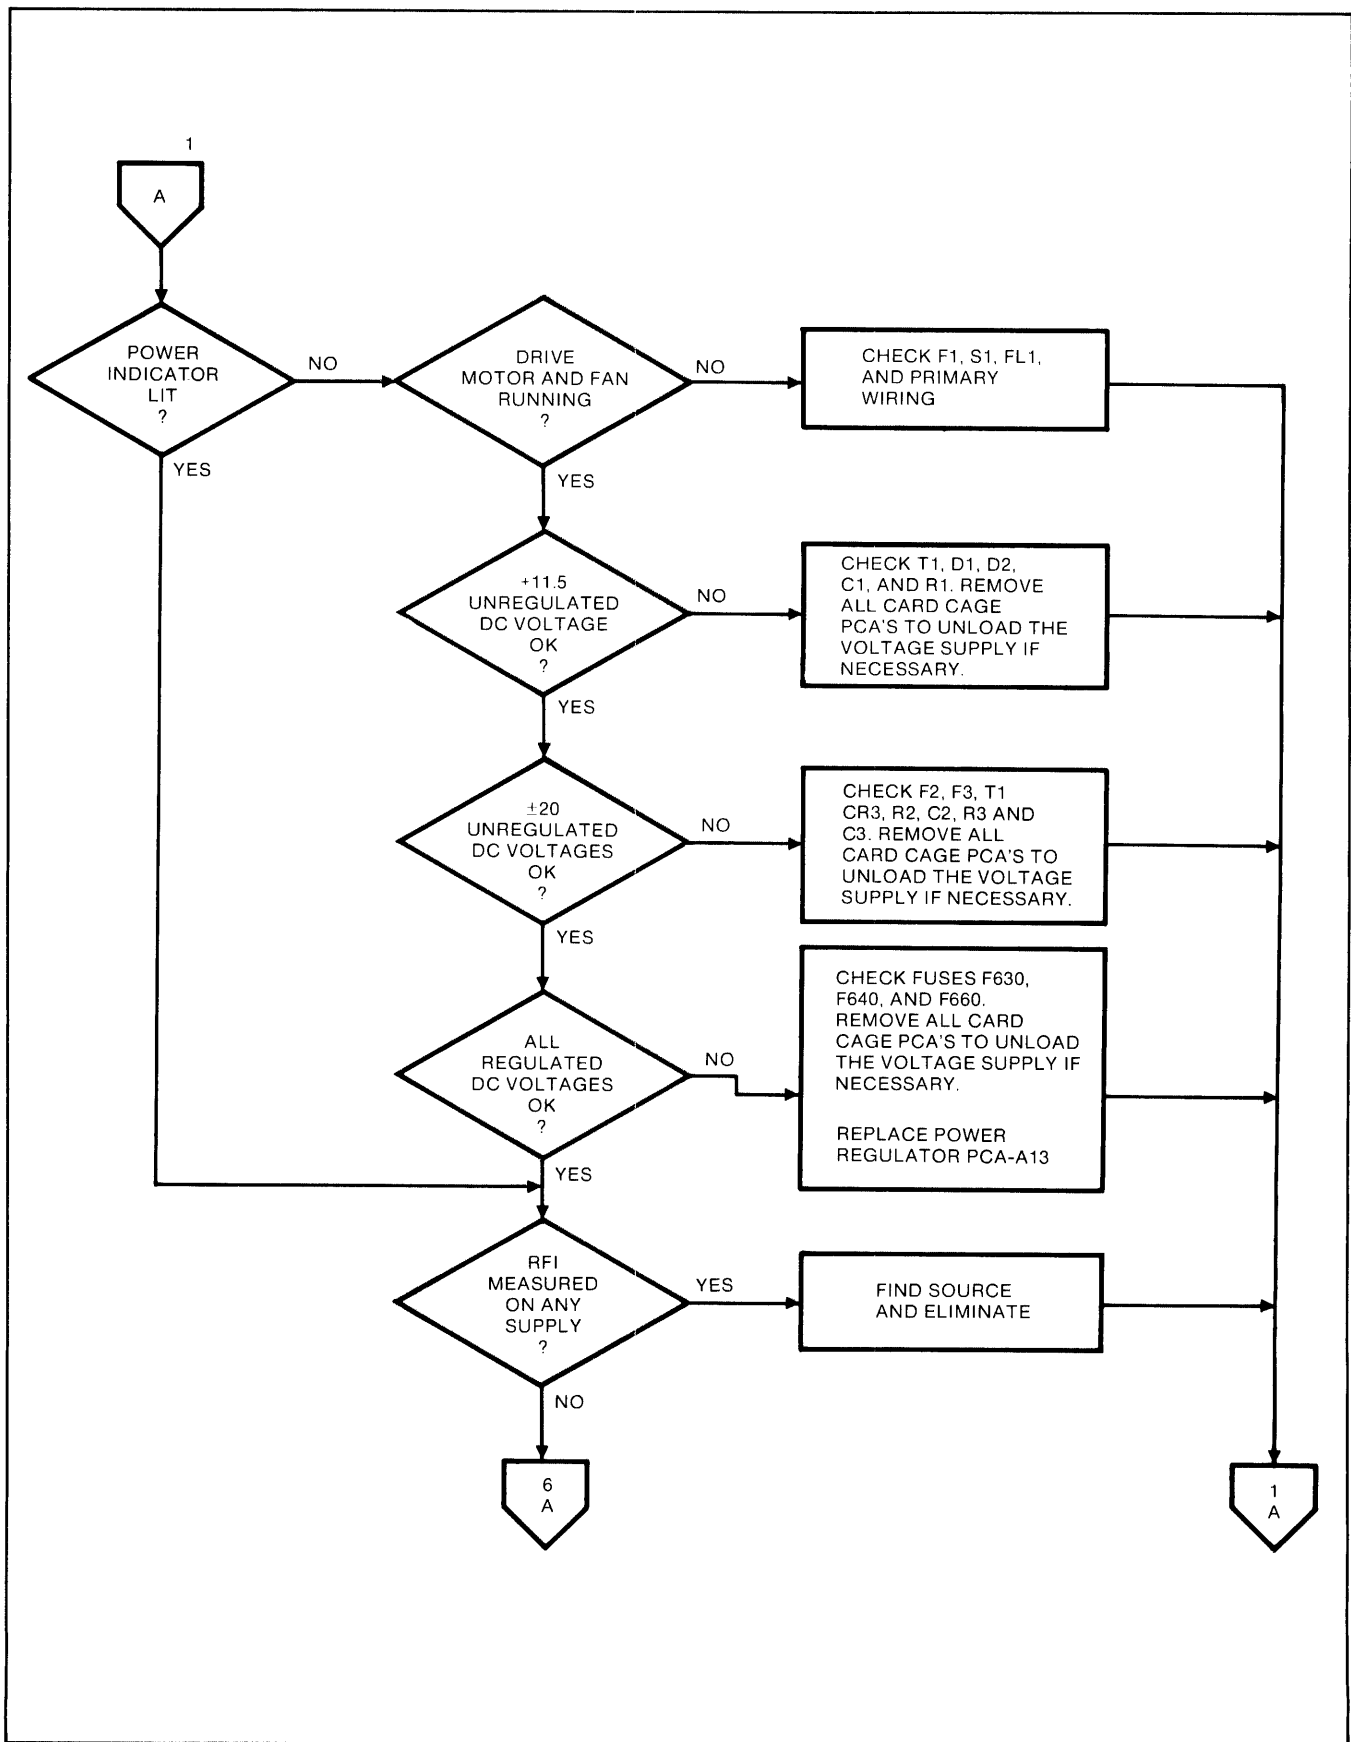 1
A
POWER
INDICATOR
LIT
?
NO
YES
DRIVE
MOTOR AND FAN
RUNNING
?
NO
YES
CHECK F1, S1, FL1,
AND PRIMARY
WIRING
+11.5
UNREGULATED
DC VOLTAGE
OK
?
NO
YES
CHECK T1, D1, D2,
C1, AND R1. REMOVE
ALL CARD CAGE
PCA'S TO UNLOAD THE
VOLTAGE SUPPLY IF
NECESSARY.
±20
UNREGULATED
DC VOLTAGES
OK
?
NO
YES
CHECK F2, F3, T1
CR3, R2, C2, R3 AND
C3. REMOVE ALL
CARD CAGE PCA'S TO
UNLOAD THE VOLTAGE
SUPPLY IF NECESSARY.
ALL
REGULATED
DC VOLTAGES
OK
?
NO
YES
CHECK FUSES F630,
F640, AND F660.
REMOVE ALL CARD
CAGE PCA'S TO UNLOAD
THE VOLTAGE SUPPLY IF
NECESSARY.
REPLACE POWER
REGULATOR PCA-A13
RFI
MEASURED
ON ANY
SUPPLY
?
YES
NO
FIND SOURCE
AND ELIMINATE
6
A
1
A